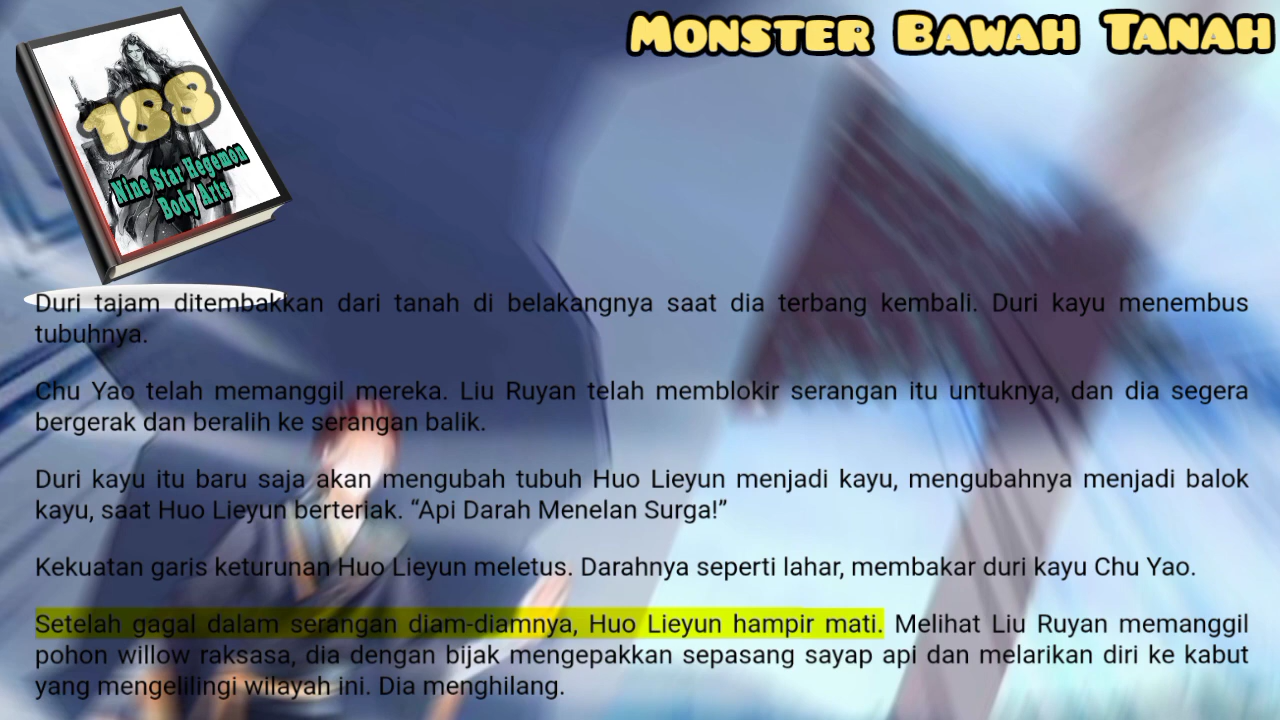 Monster Bawah Tanah
188
Nine Star Hegemon
Body Arts
Duri tajam ditembakkan dari tanah di belakangnya saat dia terbang kembali. Duri kayu menembus
tubuhnya.
Chu Yao telah memanggil mereka. Liu Ruyan telah memblokir serangan itu untuknya, dan dia segera
bergerak dan beralih ke serangan balik.
Duri kayu itu baru saja akan mengubah tubuh Huo Lieyun menjadi kayu, mengubahnya menjadi balok
kayu, saat Huo Lieyun berteriak. “Api Darah Menelan Surga!”
Kekuatan garis keturunan Huo Lieyun meletus. Darahnya seperti lahar, membakar duri kayu Chu Yao.
Setelah gagal dalam serangan diam-diamnya, Huo Lieyun hampir mati. Melihat Liu Ruyan memanggil
pohon willow raksasa, dia dengan bijak mengepakkan sepasang sayap api dan melarikan diri ke kabut
yang mengelilingi wilayah ini. Dia menghilang.